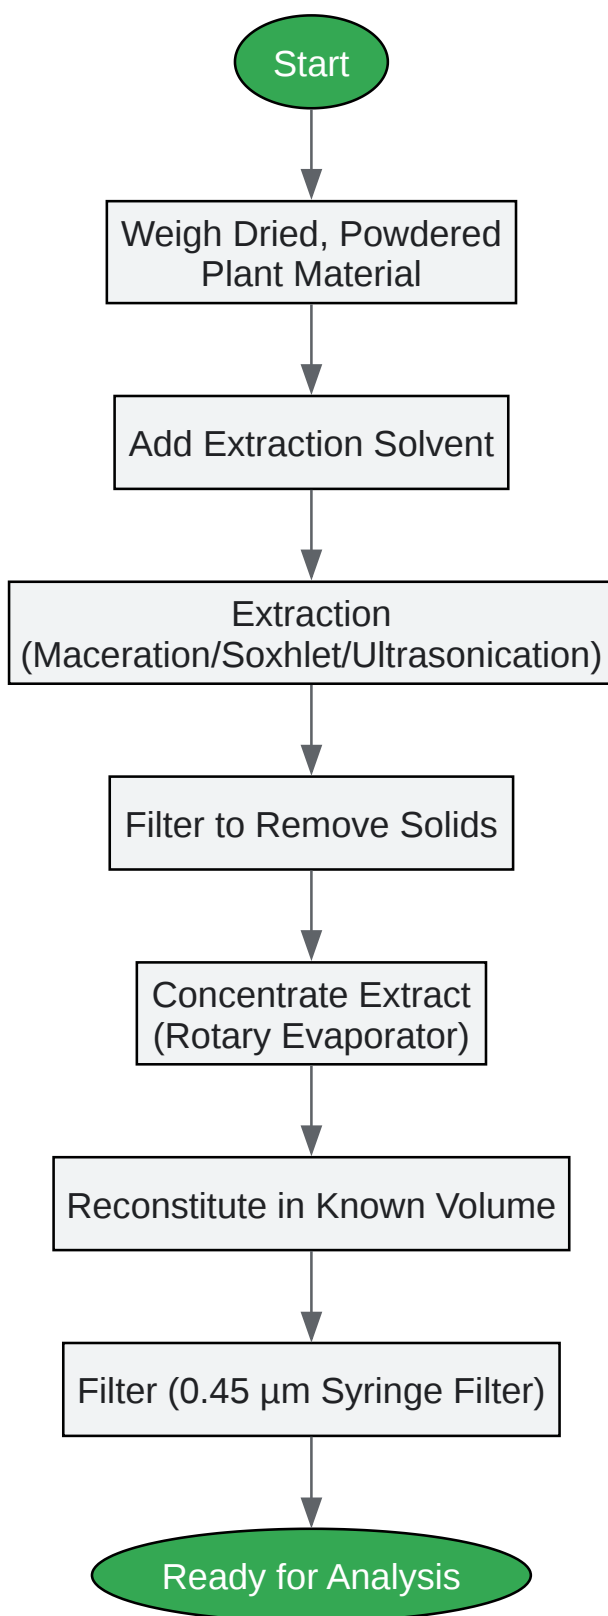 Start
Weigh Dried, Powdered
Plant Material
Add Extraction Solvent
Extraction
(Maceration/Soxhlet/Ultrasonication)
Filter to Remove Solids
Concentrate Extract
(Rotary Evaporator)
Reconstitute in Known Volume
Filter (0.45 µm Syringe Filter)
Ready for Analysis